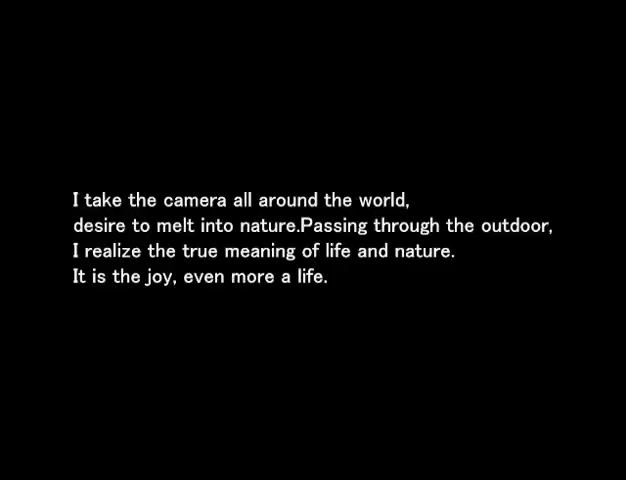 I take the camera all around the world,
desire to melt into nature.Passing through the outdoor,
I realize the true meaning of life and nature.
It is the joy, even more a life.